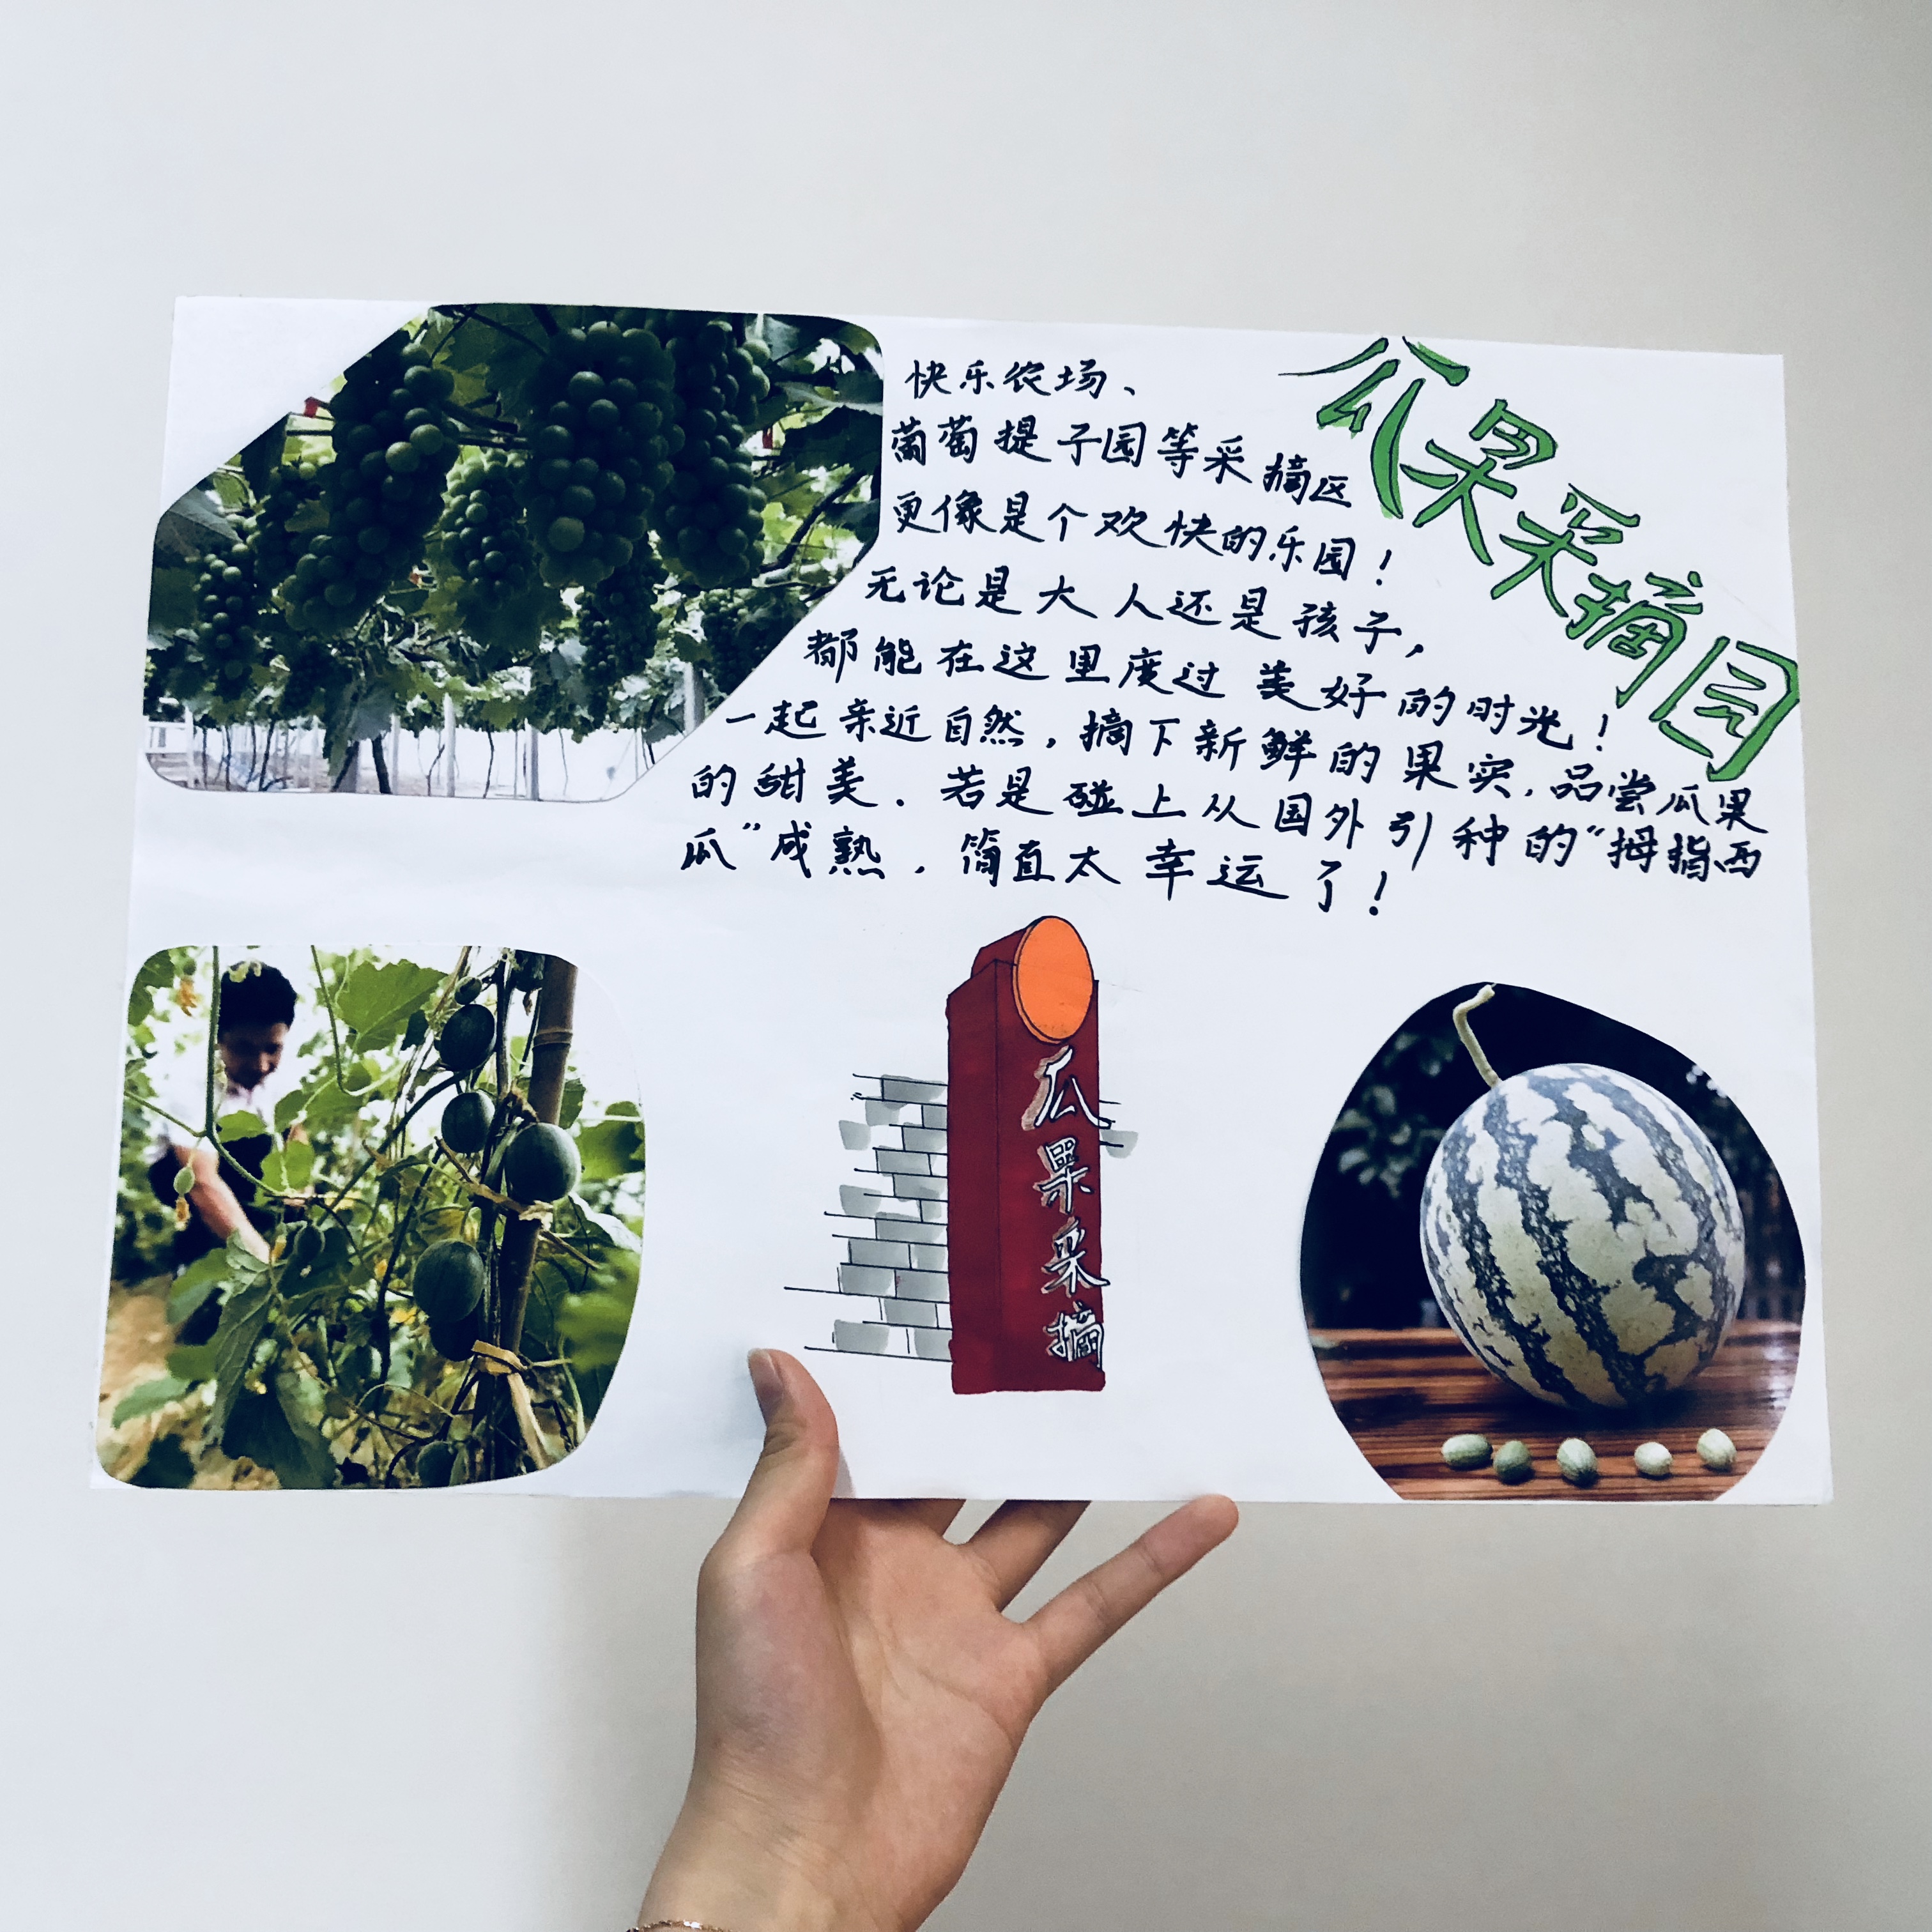 瓜果采摘园
快乐农场、
葡萄提子园等采摘区
更像是个欢快的乐园！
无论是大人还是孩子，
都能在这里度过美好的时光！
一起亲近自然，摘下新鲜的果实，品尝瓜果
的甜美．若是碰上从国外引种的“拇指西
瓜”成熟，简直太幸运了！
瓜果采摘